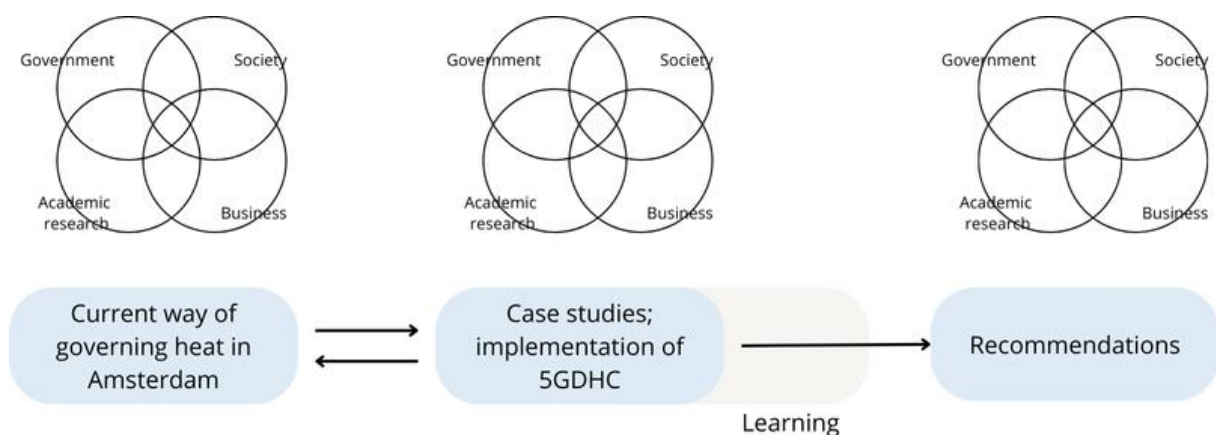 Government
Society
Academic
research
Business
Government
Society
Academic
research
Business
Government
Society
Academic
research
Business
Current way of
governing heat in
Amsterdam
Case studies;
implementation of
5GDHC
Learning
Recommendations